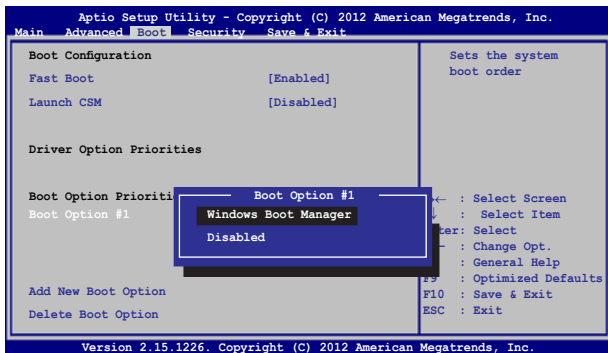 Aptio Setup Utility - Copyright (C) 2012 American Megatrends, Inc.
Main Advanced Boot Security Save & Exit
Boot Configuration
Fast Boot [Enabled]
Launch CSM [Disabled]
Driver Option Priorities
Boot Option Prioriti
Boot Option #1
Add New Boot Option
Delete Boot Option
Boot Option #1
Windows Boot Manager
Disabled
Sets the system
boot order
→← : Select Screen
: Select Item
ter: Select
- : Change Opt.
: General Help
F9 : Optimized Defaults
F10 : Save & Exit
ESC : Exit
Version 2.15.1226. Copyright (C) 2012 American Megatrends, Inc.